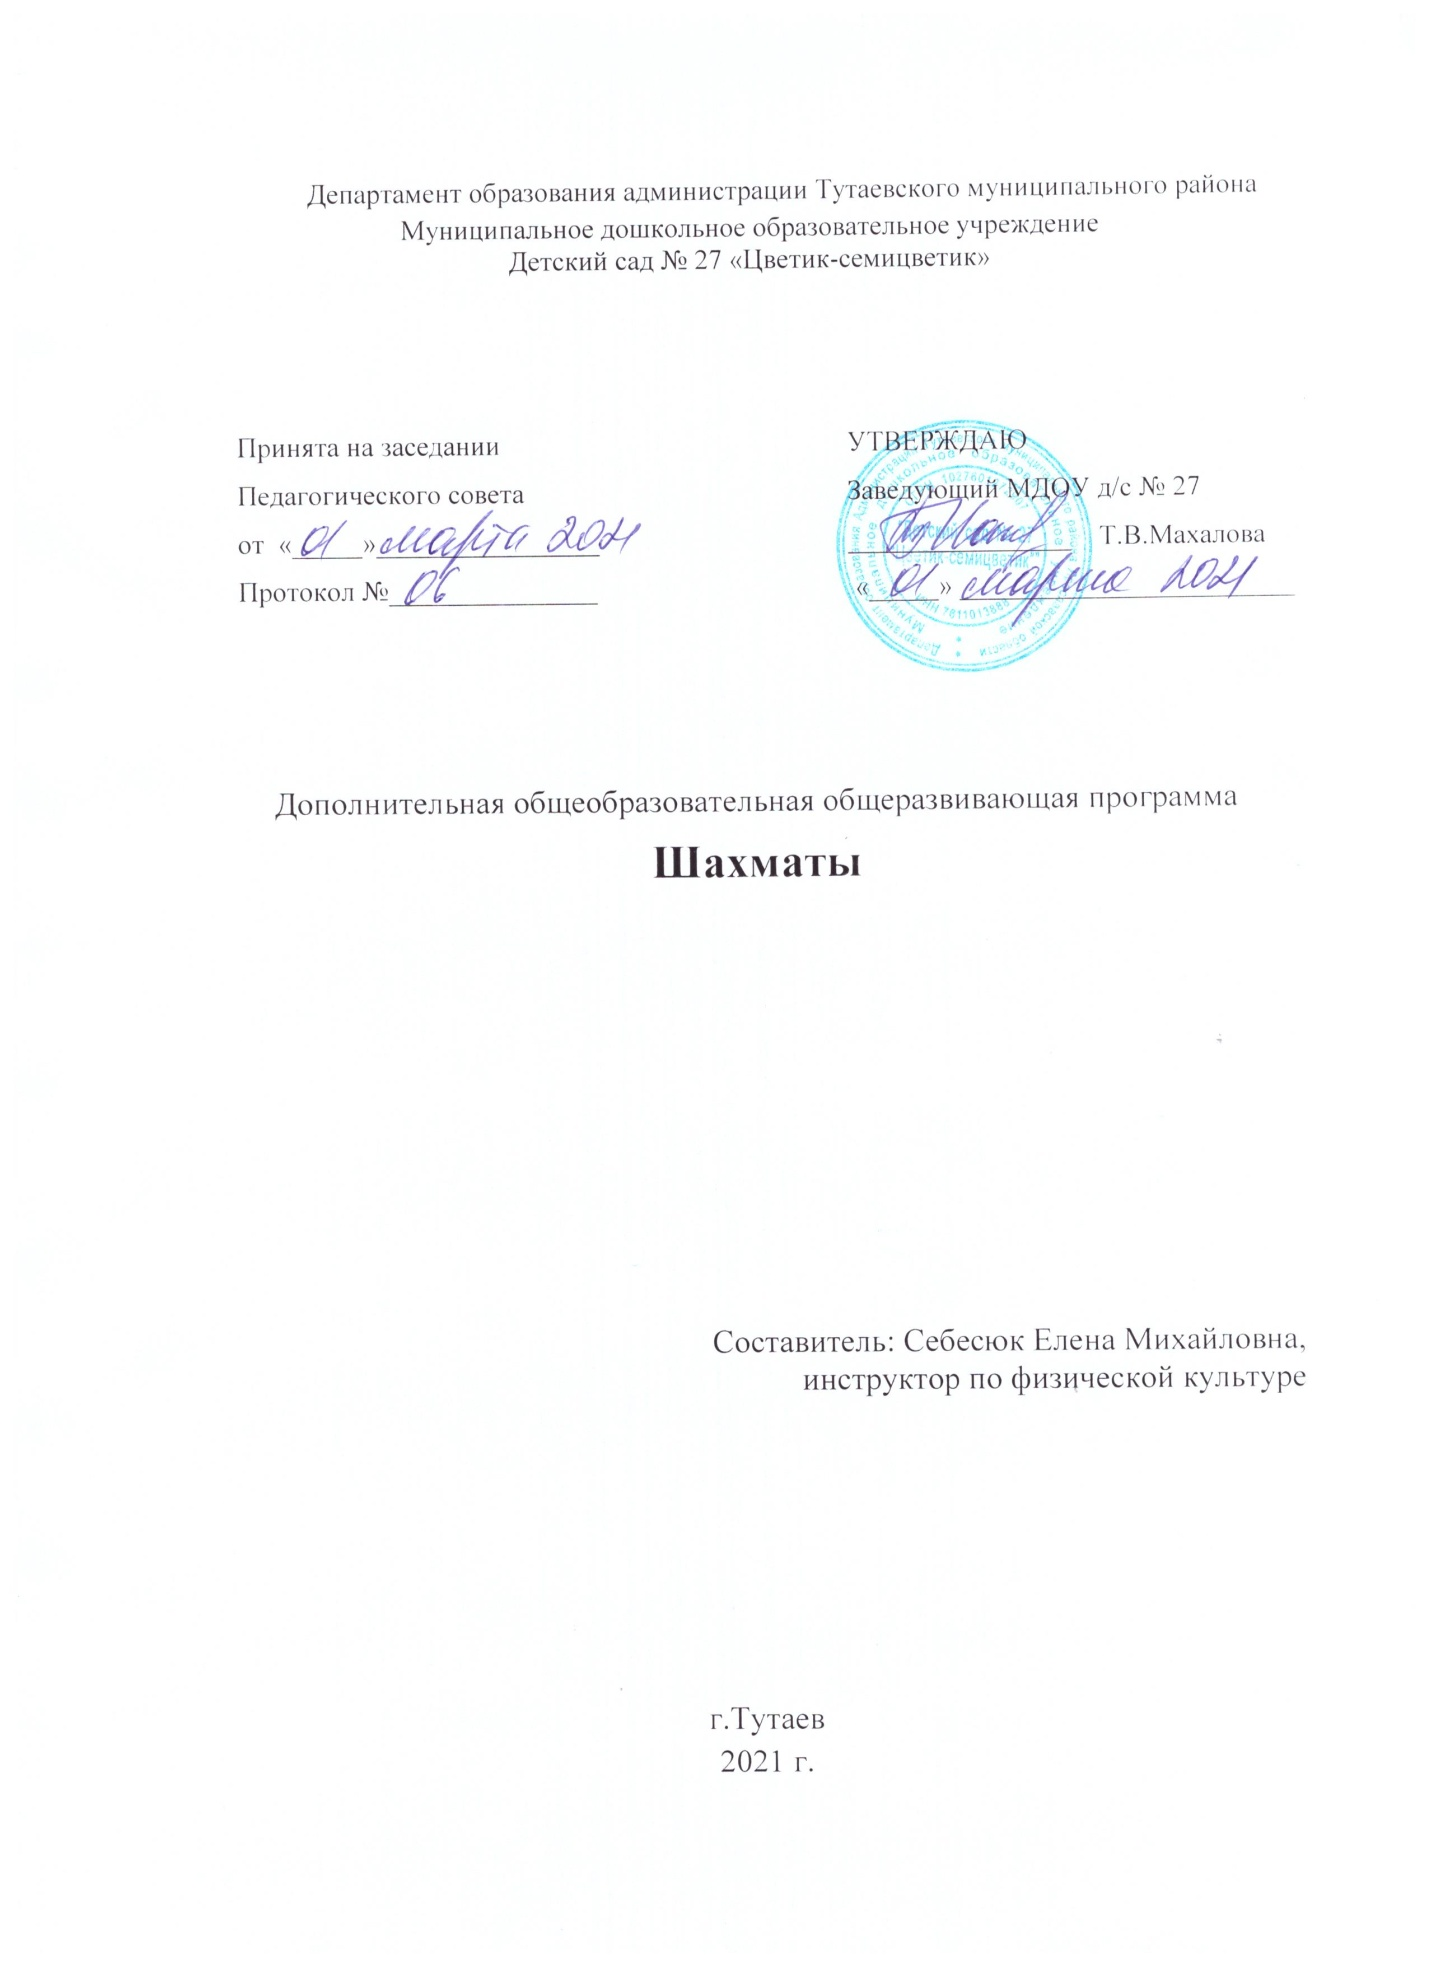 Департамент образования администрации Тутаевского муниципального района
Муниципальное дошкольное образовательное учреждение
Детский сад № 27 «Цветик-семицветик»
Принята на заседании
Педагогического совета
от «01» марта 2021
Протокол № 06
УТВЕРЖДАЮ
Заведующий МДОУ д/с № 27
Т.В.Махалова
«01» марта 2021
Дополнительная общеобразовательная общеразвивающая программа
Шахматы
Составитель: Себесюк Елена Михайловна,
инструктор по физической культуре
г.Тутаев
2021 г.